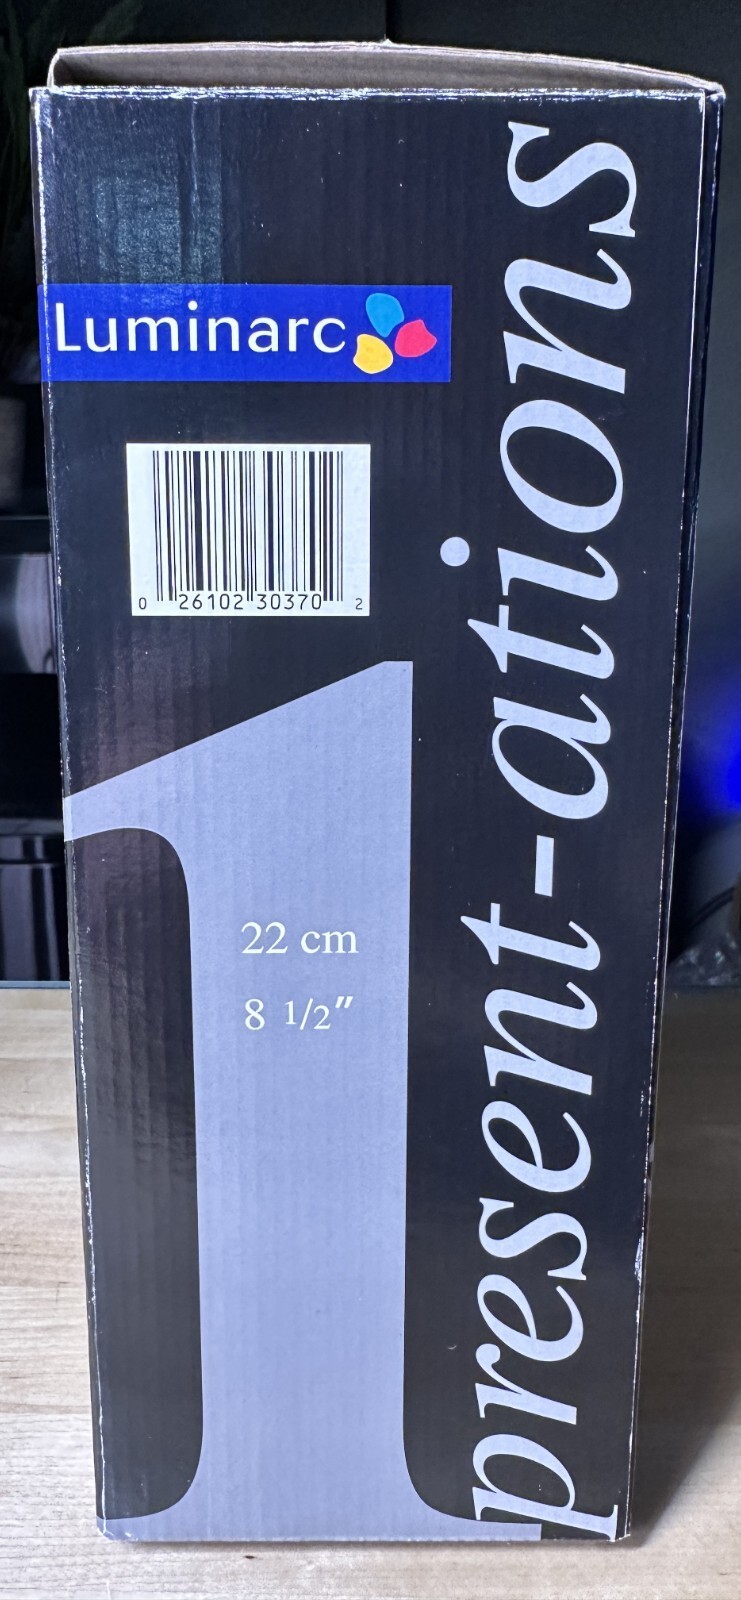 Luminarc
0 26102 30370 2
1
22 cm
8 1/2"
present-ations